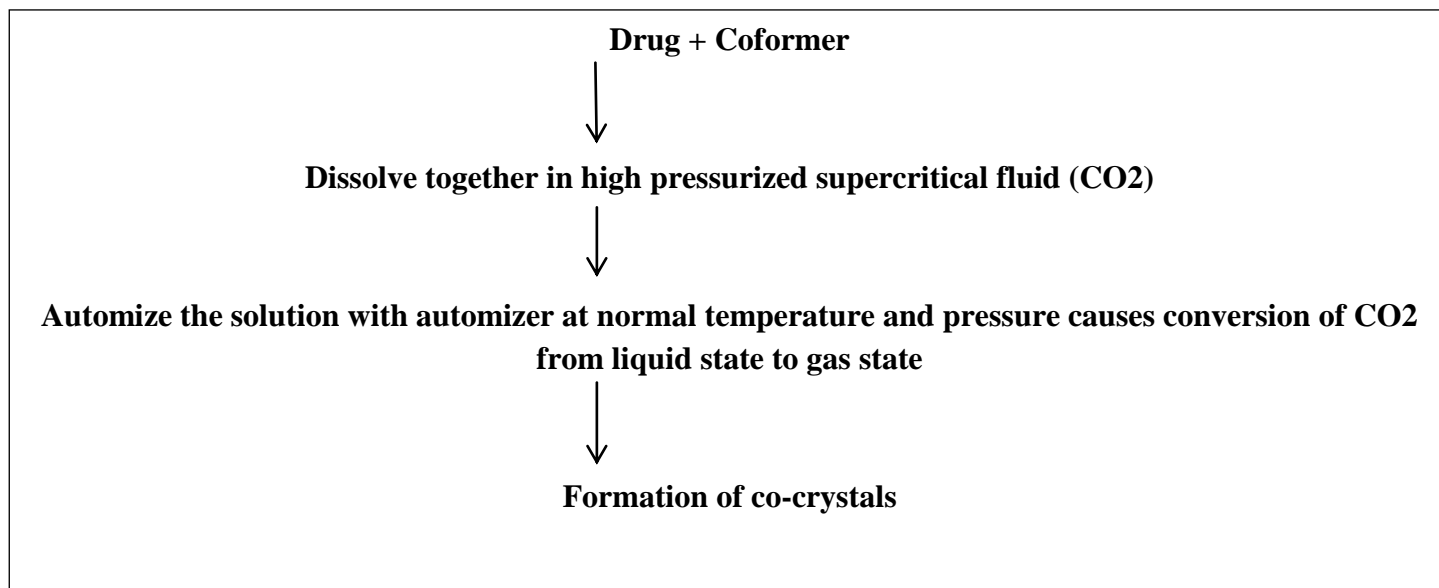 Drug + Coformer
Dissolve together in high pressurized supercritical fluid (CO2)
Automize the solution with automizer at normal temperature and pressure causes conversion of CO2
from liquid state to gas state
Formation of co-crystals